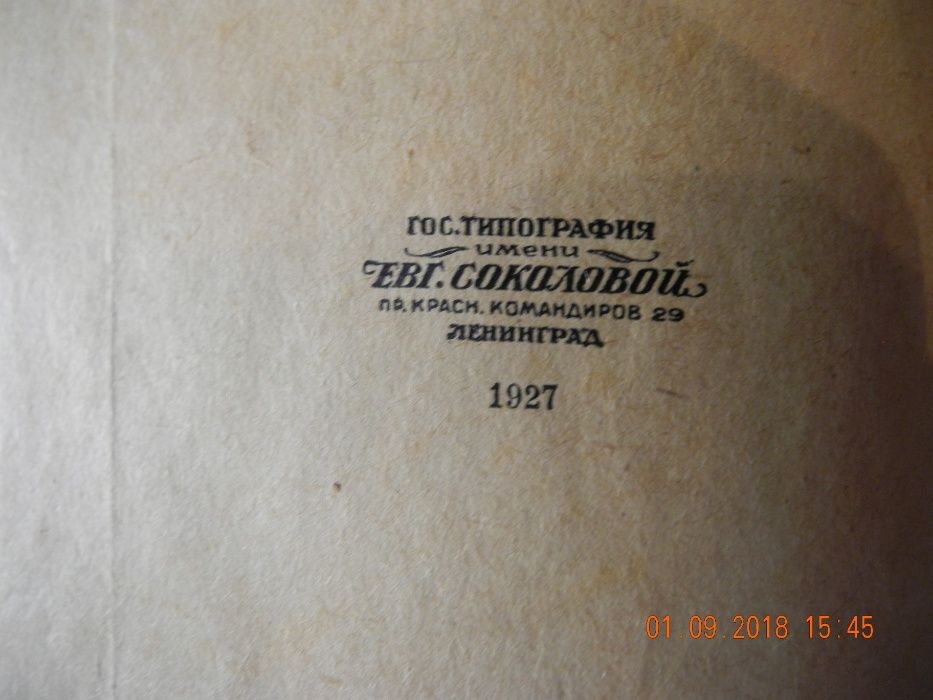 ГОС.ТИПОГРАФИЯ
имени
ЕВГ. СОКОЛОВОЙ
ПР. КРАСН. КОМАНДИРОВ 29
ЛЕНИНГРАД
1927
01.09.2018 15:45